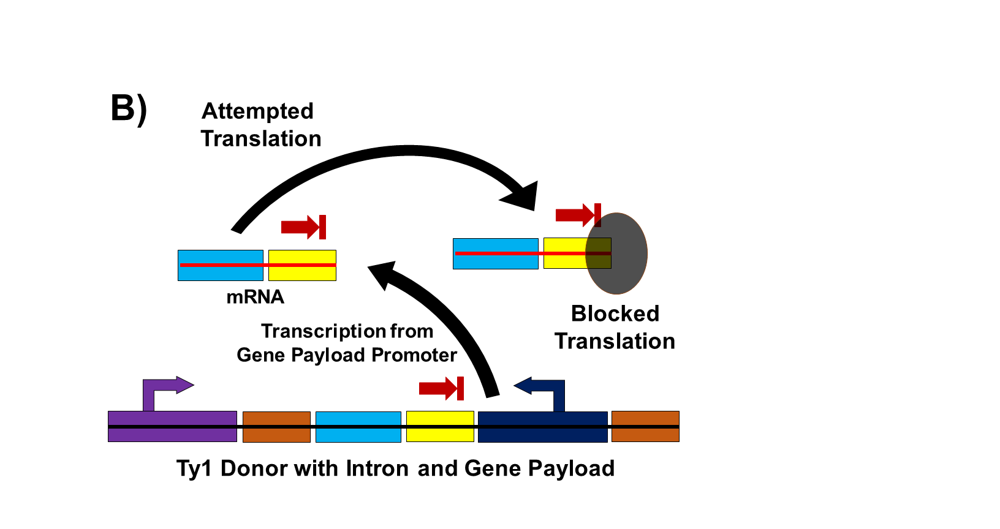 B)
Attempted
Translation
mRNA
Blocked
Translation
Transcription from
Gene Payload Promoter
Ty1 Donor with Intron and Gene Payload